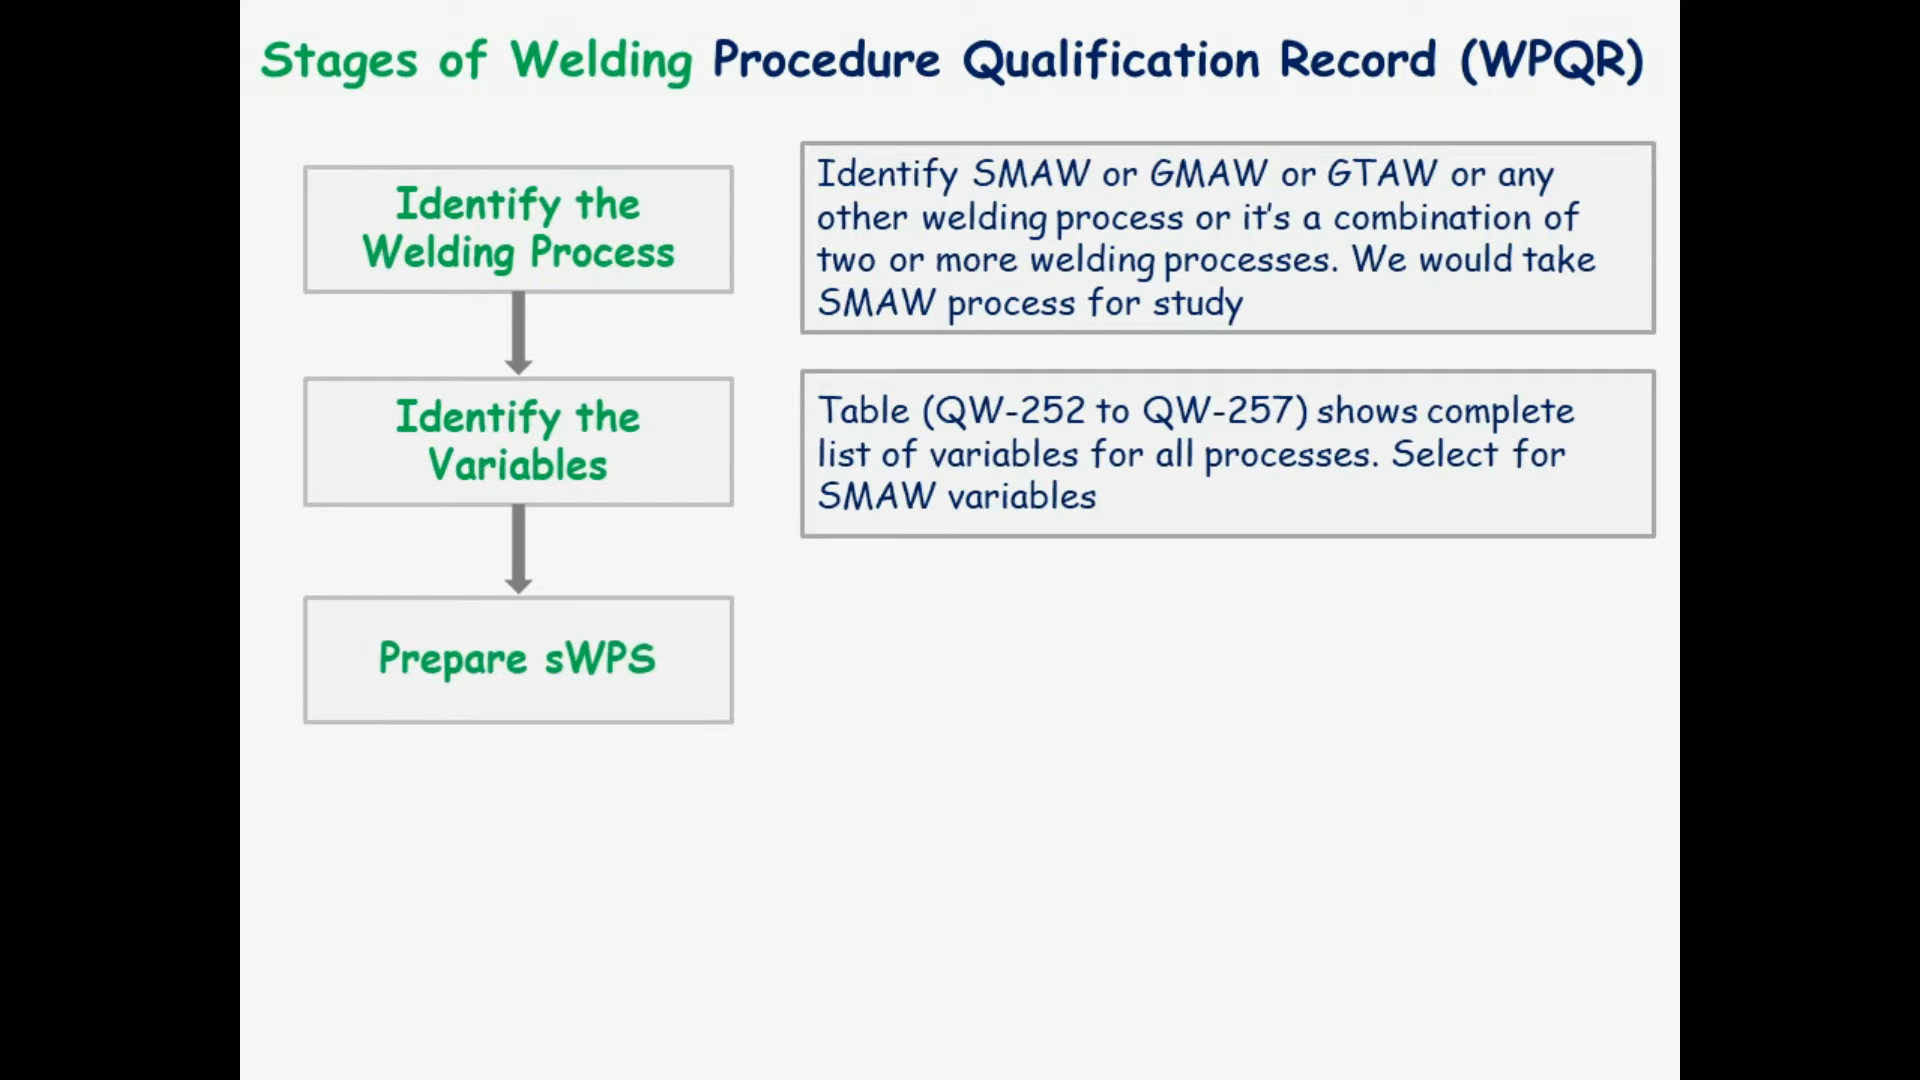 Stages of Welding Procedure Qualification Record (WPQR)
Identify the
Welding Process
Identify SMAW or GMAW or GTAW or any
other welding process or it's a combination of
two or more welding processes. We would take
SMAW process for study
Identify the
Variables
Table (QW-252 to QW-257) shows complete
list of variables for all processes. Select for
SMAW variables
Prepare sWPS